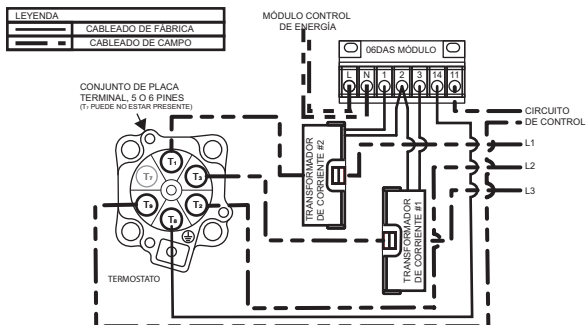 LEYENDA
CABLEADO DE FÁBRICA
CABLEADO DE CAMPO
MÓDULO CONTROL
DE ENERGÍA
06DAS MÓDULO
L N 1 2 3 14 11
CONJUNTO DE PLACA
TERMINAL, 5 O 6 PINES
(T₇ PUEDE NO ESTAR PRESENTE)
CIRCUITO
DE CONTROL
L1
L2
L3
TRANSFORMADOR
DE CORRIENTE #2
TRANSFORMADOR
DE CORRIENTE #1
T₁
T₇
T₃
T₉
T₂
T₈
TERMOSTATO